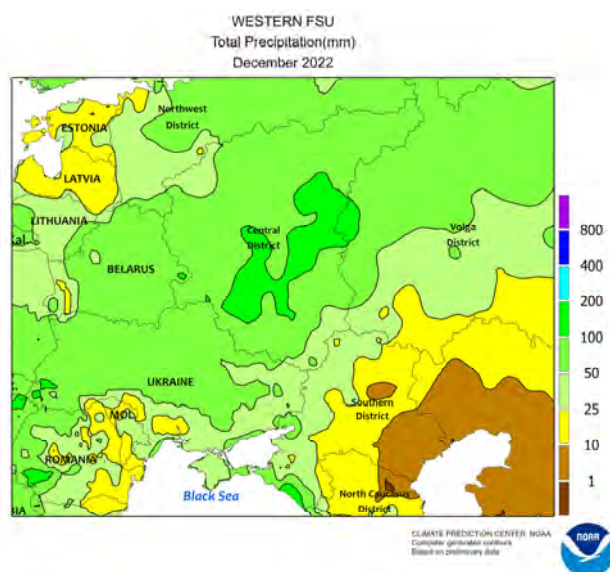 WESTERN FSU
Total Precipitation(mm)
December 2022
Northwest
District
ESTONIA
LATVIA
LITHUANIA
Kal.
Central
District
Volga
District
BELARUS
UKRAINE
MOL.
Southern
District
ROMANIA
Black Sea
North Caucasus
District
800
400
200
100
50
25
10
1
CLIMATE PREDICTION CENTER, NOAA
Computer generated contours
Based on preliminary data
NOAA